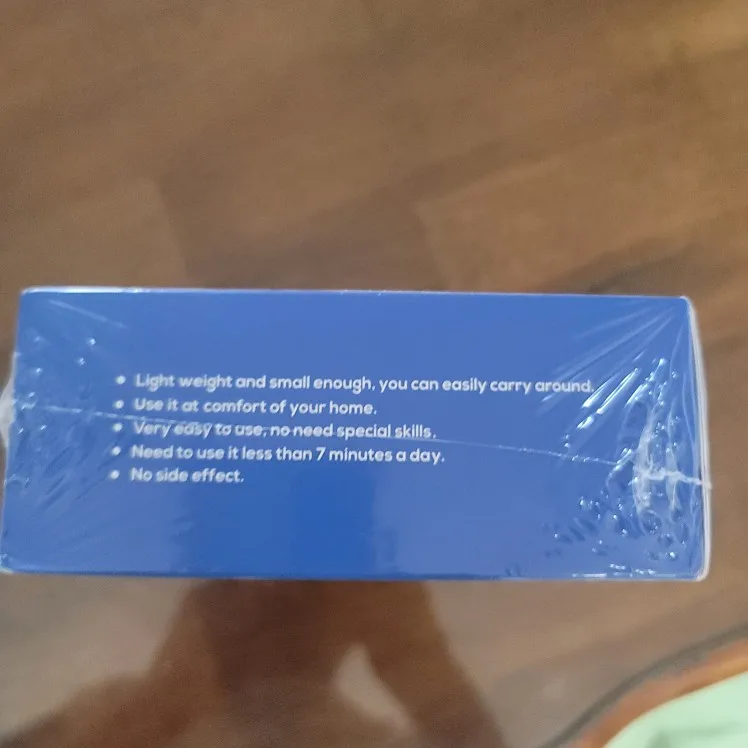 • Light weight and small enough, you can easily carry around.
• Use it at comfort of your home.
• Very easy to use, no need special skills.
• Need to use it less than 7 minutes a day.
• No side effect.